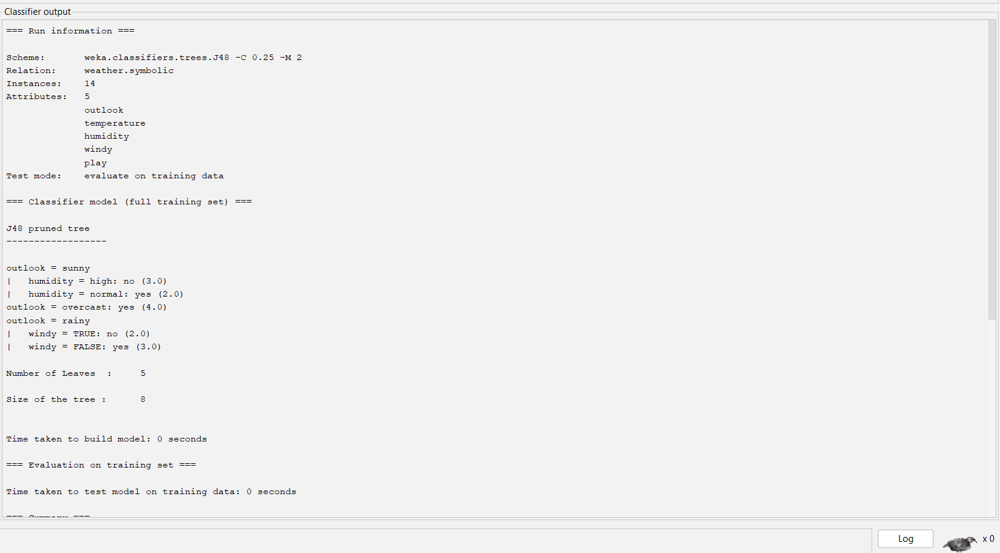 Classifier output
=== Run information ===
Scheme:       weka.classifiers.trees.J48 -C 0.25 -M 2
Relation:     weather.symbolic
Instances:    14
Attributes:   5
              outlook
              temperature
              humidity
              windy
              play
Test mode:    evaluate on training data
=== Classifier model (full training set) ===
J48 pruned tree
------------------
outlook = sunny
|   humidity = high: no (3.0)
|   humidity = normal: yes (2.0)
outlook = overcast: yes (4.0)
outlook = rainy
|   windy = TRUE: no (2.0)
|   windy = FALSE: yes (3.0)
Number of Leaves  :     5
Size of the tree :      8
Time taken to build model: 0 seconds
=== Evaluation on training set ===
Time taken to test model on training data: 0 seconds
=== Summary ===
Log
x 0